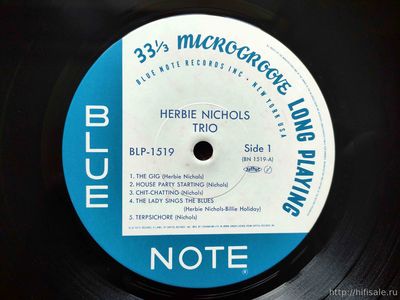 33 1/3 MICROGROOVE LONG PLAYING
BLUE NOTE RECORDS INC • NEW YORK USA
HERBIE NICHOLS
TRIO
BLP-1519
Side 1
(BN 1519-A)
1. THE GIG (Herbie Nichols)
2. HOUSE PARTY STARTING (Nichols)
3. CHIT-CHATTING (Nichols)
4. THE LADY SINGS THE BLUES
(Herbie Nichols-Billie Holiday)
5. TERPSICHORE (Nichols)
BLUE
NOTE
®
http://hifisale.ru